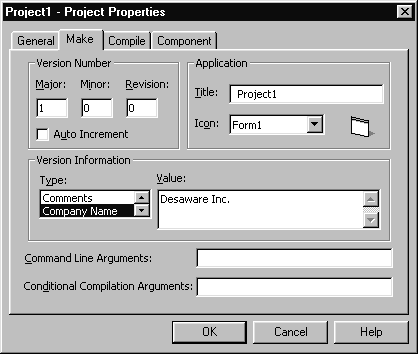 Project1 - Project Properties
General Make Compile Component
Version Number
Major: Minor: Revision:
1 0 0
Auto Increment
Application
Title: Project1
Icon: Form1
Version Information
Type: Value:
Comments
Company Name
Desaware Inc.
Command Line Arguments:
Conditional Compilation Arguments:
OK Cancel Help